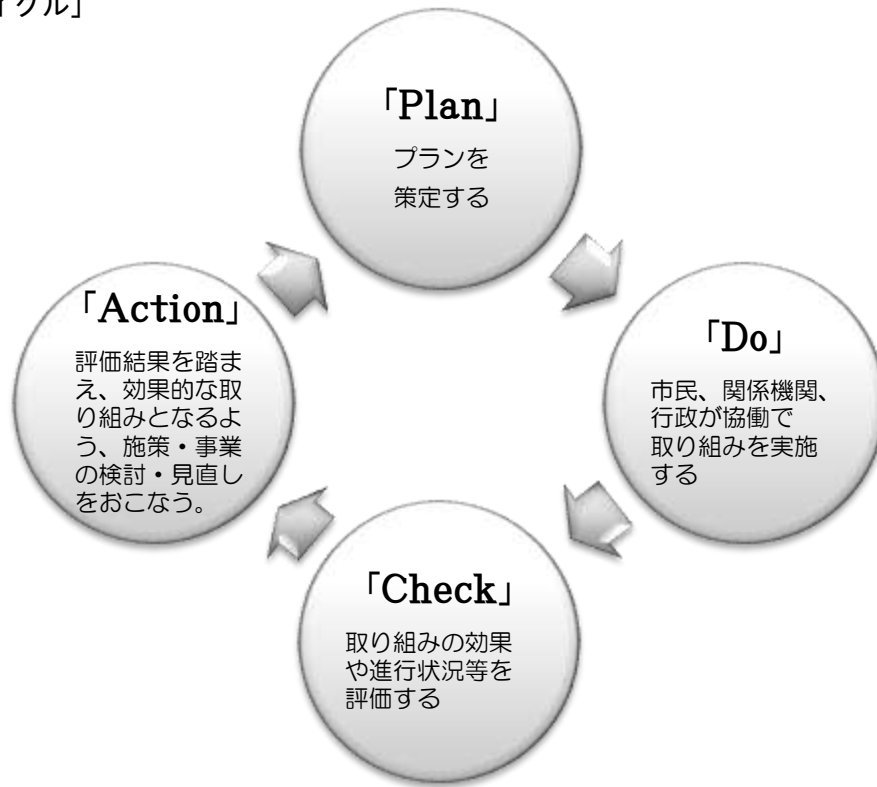 イクル」
「Plan」
プランを
策定する
「Do」
市民、関係機関、
行政が協働で
取り組みを実施
する
「Check」
取り組みの効果
や進行状況等を
評価する
「Action」
評価結果を踏ま
え、効果的な取
り組みとなるよ
う、施策・事業
の検討・見直し
をおこなう。